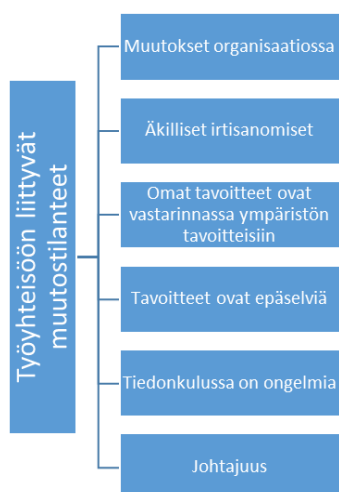 Työyhteisöön liittyvät
muutostilanteet
Muutokset organisaatiossa
Äkilliset irtisanomiset
Omat tavoitteet ovat
vastarinnassa ympäristön
tavoitteisiin
Tavoitteet ovat epäselviä
Tiedonkulussa on ongelmia
Johtajuus